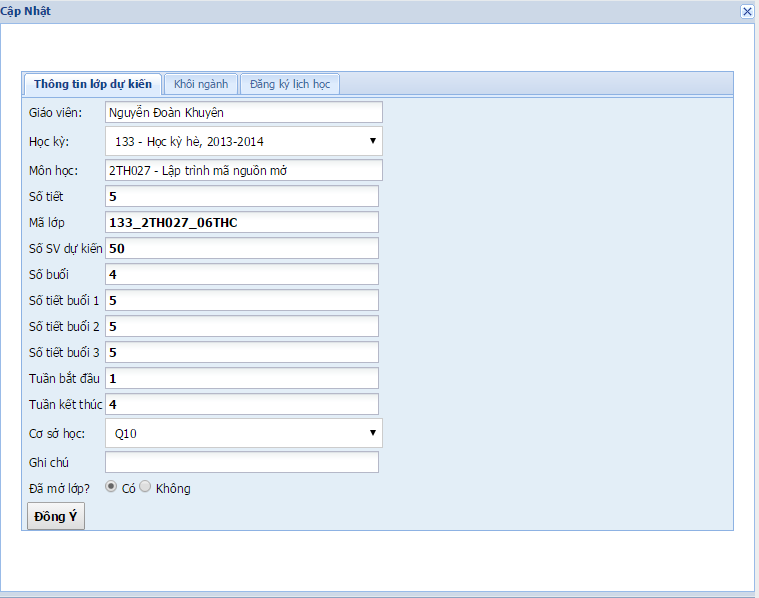 Cập Nhật
Thông tin lớp dự kiến Khối ngành Đăng ký lịch học
Giáo viên: Nguyễn Đoàn Khuyên
Học kỳ: 133 - Học kỳ hè, 2013-2014
Môn học: 2TH027 - Lập trình mã nguồn mở
Số tiết 5
Mã lớp 133_2TH027_06THC
Số SV dự kiến 50
Số buổi 4
Số tiết buổi 1 5
Số tiết buổi 2 5
Số tiết buổi 3 5
Tuần bắt đầu 1
Tuần kết thúc 4
Cơ sở học: Q10
Ghi chú
Đã mở lớp? Có Không
Đồng Ý